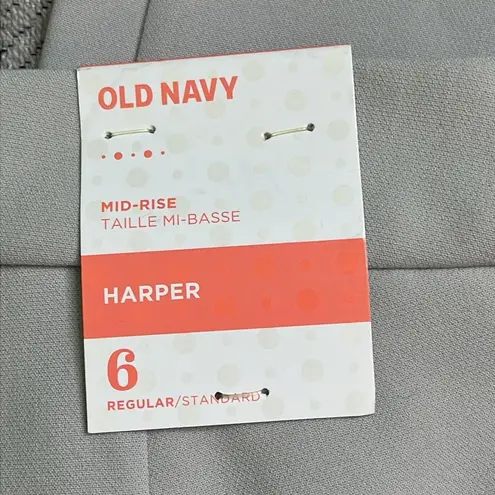 OLD NAVY
MID-RISE
TAILLE MI-BASSE
HARPER
6
REGULAR/STANDARD